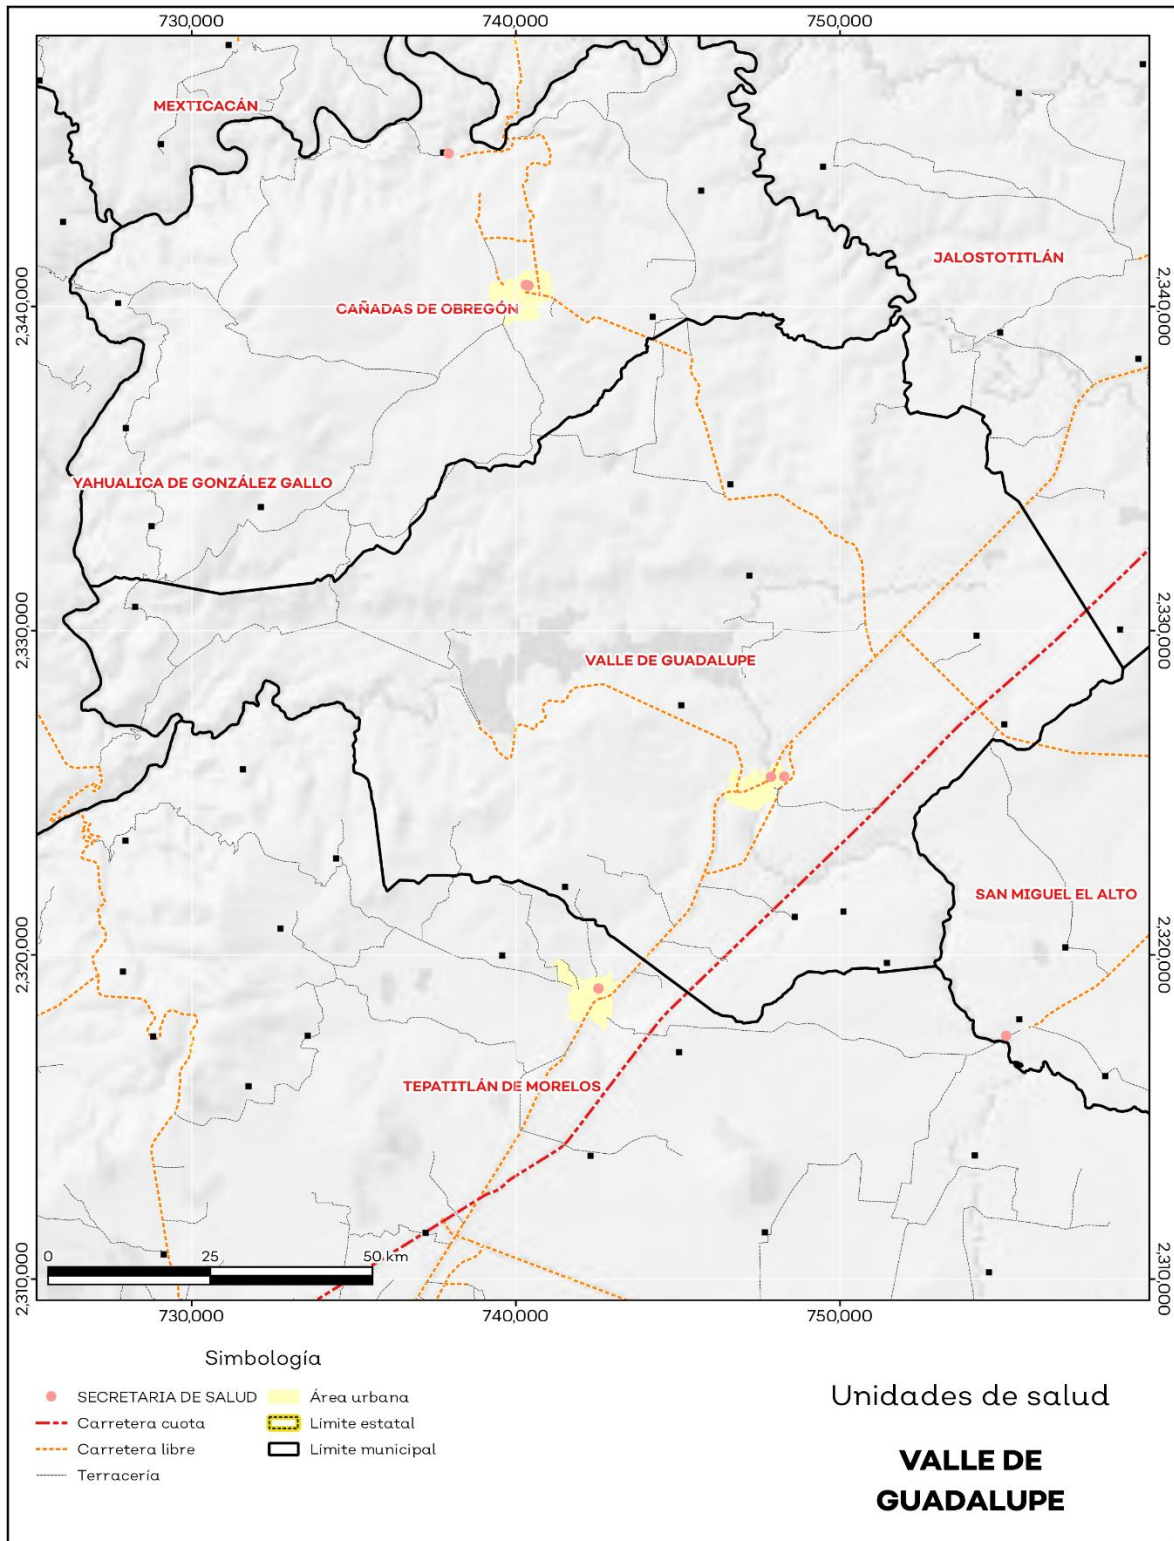 730,000
740,000
750,000
MEXTICACÁN
JALOSTOTITLÁN
2,340,000
CAÑADAS DE OBREGÓN
2,340,000
YAHUALICA DE GONZÁLEZ GALLO
2,330,000
2,330,000
VALLE DE GUADALUPE
SAN MIGUEL EL ALTO
2,320,000
2,320,000
TEPATITLÁN DE MORELOS
0 25 50 km
2,310,000
2,310,000
730,000
740,000
750,000
Simbología
SECRETARIA DE SALUD
Carretera cuota
Carretera libre
Terracería
Área urbana
Límite estatal
Límite municipal
Unidades de salud
VALLE DE
GUADALUPE